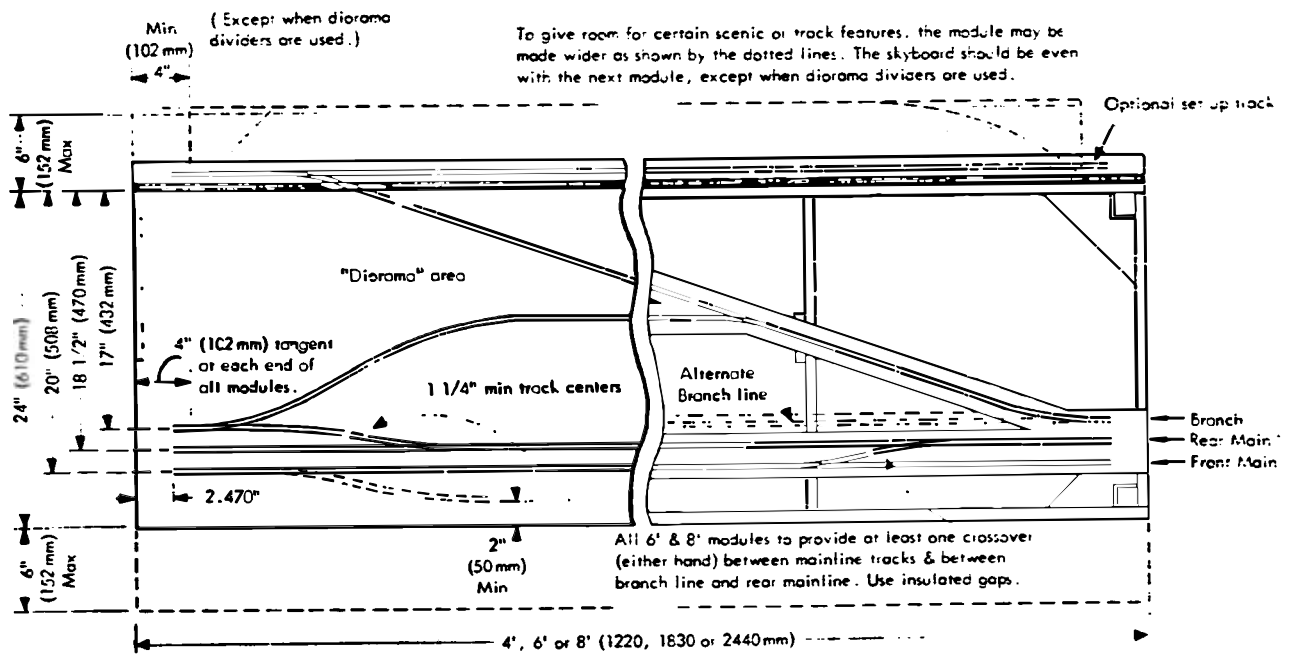 Min
(102 mm)
4"
( Except when diorama
dividers are used.)
To give room for certain scenic or track features, the module may be
made wider as shown by the dotted lines. The skyboard should be even
with the next module, except when diorama dividers are used.
Optional set up track
6"
(152 mm)
Max
"Diorama" area
24" (610 mm)
20" (508 mm)
18 1/2" (470 mm)
17" (432 mm)
4" (102 mm) tangent
at each end of
all modules.
1 1/4" min track centers
Alternate
Branch line
Branch
Rear Main
Front Main
2.470"
6"
(152 mm)
Max
2"
(50 mm)
Min
All 6' & 8' modules to provide at least one crossover
(either hand) between mainline tracks & between
branch line and rear mainline. Use insulated gaps.
4', 6' or 8' (1220, 1830 or 2440 mm)